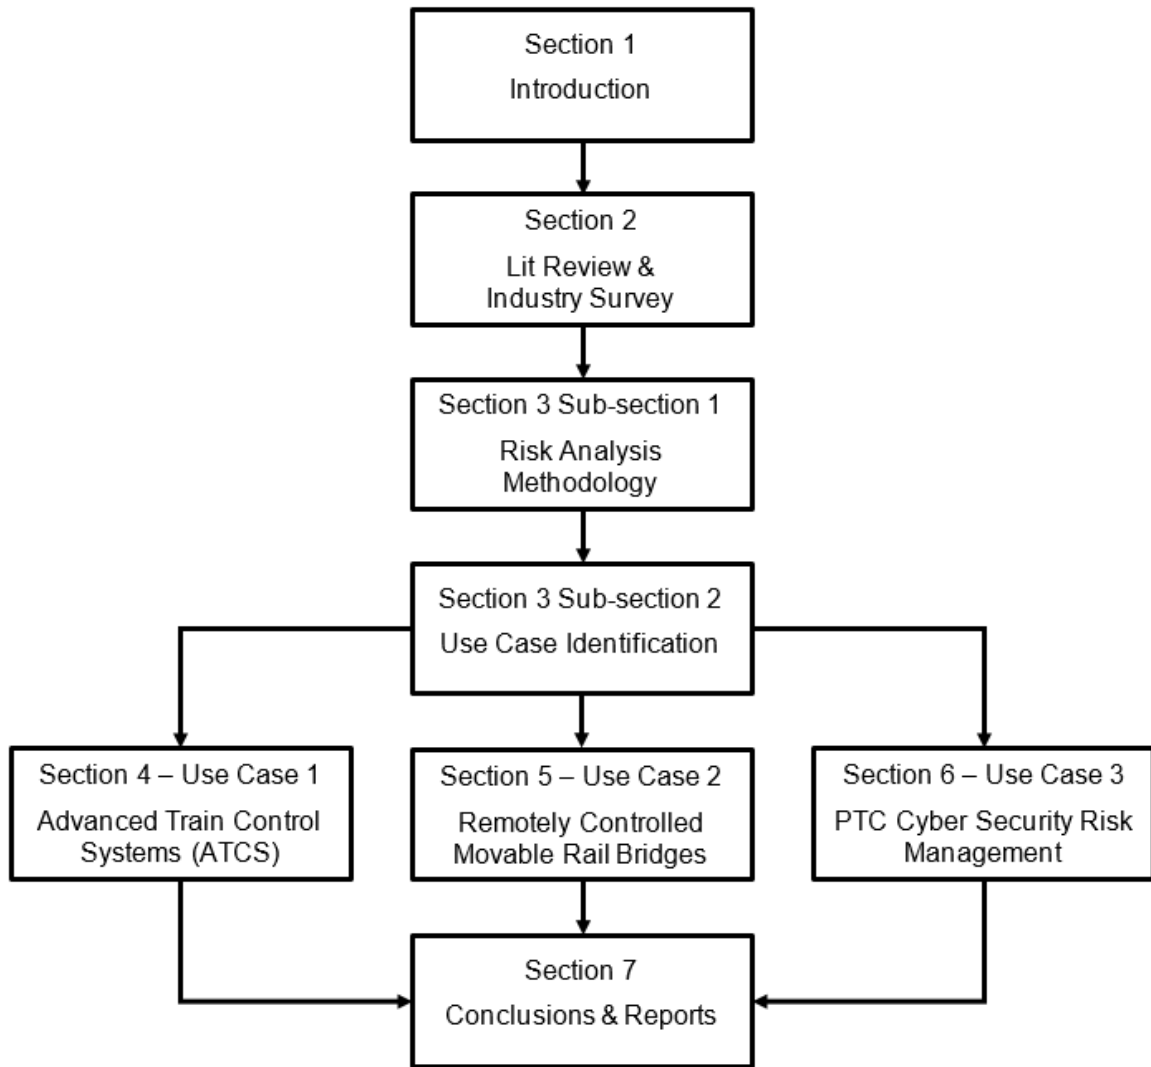 Section 1
Introduction
Section 2
Lit Review &
Industry Survey
Section 3 Sub-section 1
Risk Analysis
Methodology
Section 3 Sub-section 2
Use Case Identification
Section 4 – Use Case 1
Advanced Train Control
Systems (ATCS)
Section 5 – Use Case 2
Remotely Controlled
Movable Rail Bridges
Section 6 – Use Case 3
PTC Cyber Security Risk
Management
Section 7
Conclusions & Reports